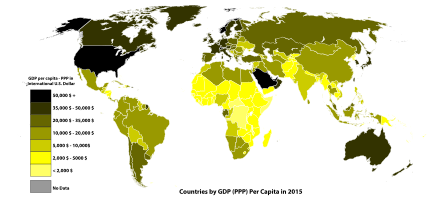 GDP per capita - PPP in
International U.S. Dollar
50,000 $ +
35,000 $ - 50,000 $
20,000 $ - 35,000 $
10,000 $ - 20,000 $
5,000 $ - 10,000 $
2,000 $ - 5000 $
< 2,000 $
No Data
Countries by GDP (PPP) Per Capita in 2015